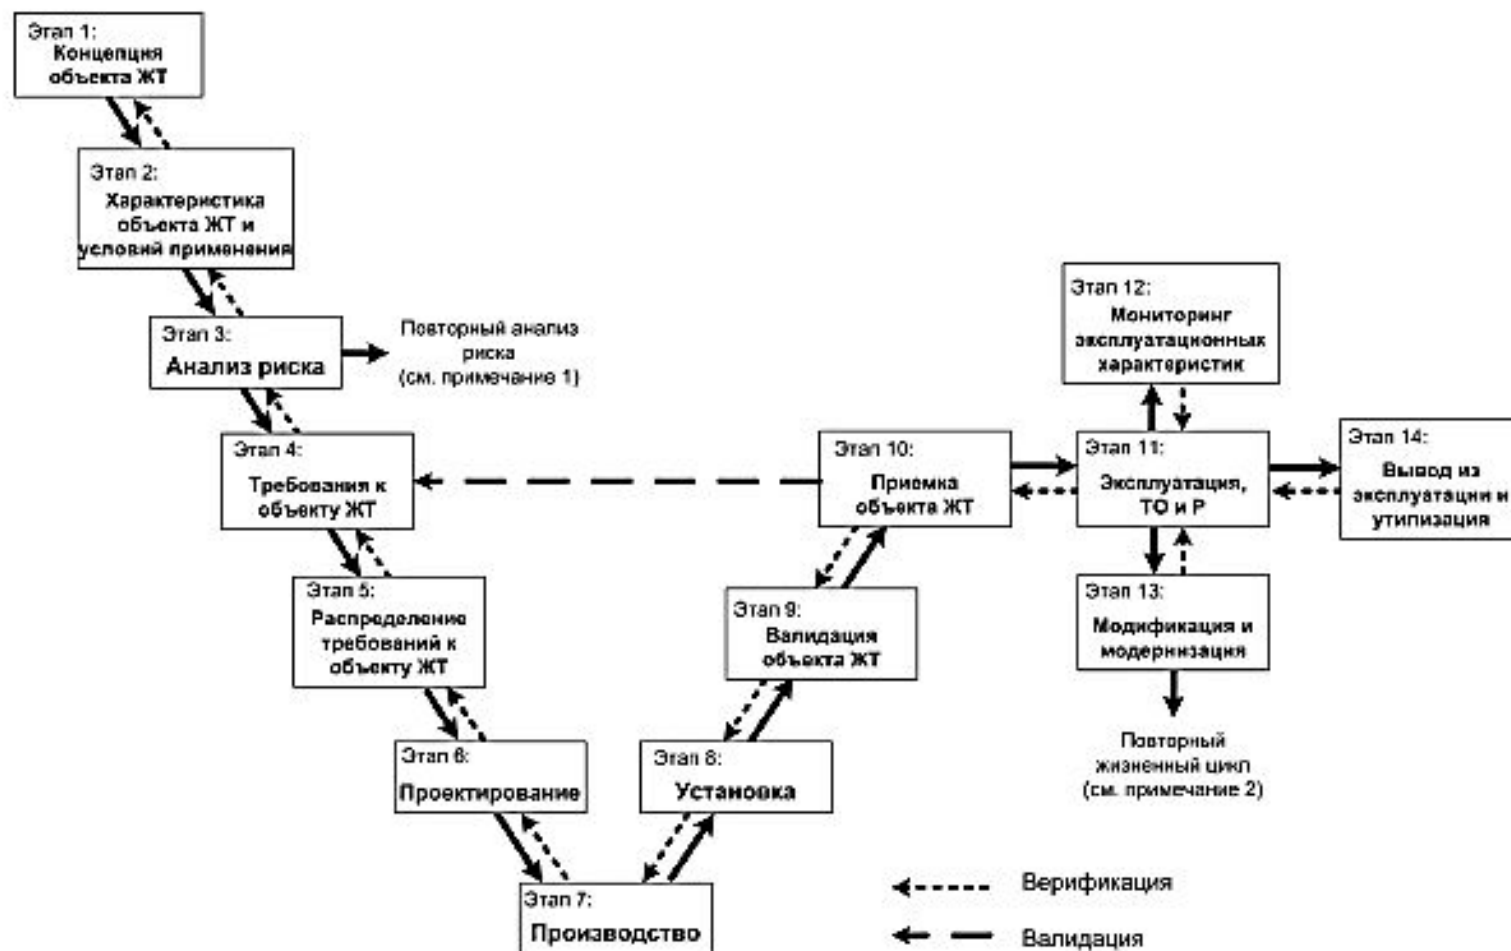 Этап 1:
Концепция
объекта ЖТ
Этап 2:
Характеристика
объекта ЖТ и
условий применения
Этап 3:
Анализ риска
Повторный анализ
риска
(см. примечание 1)
Этап 4:
Требования к
объекту ЖТ
Этап 5:
Распределение
требований к
объекту ЖТ
Этап 6:
Проектирование
Этап 7:
Производство
Этап 8:
Установка
Этап 9:
Валидация
объекта ЖТ
Этап 10:
Приемка
объекта ЖТ
Этап 11:
Эксплуатация,
ТО и Р
Этап 12:
Мониторинг
эксплуатационных
характеристик
Этап 13:
Модификация и
модернизация
Повторный
жизненный цикл
(см. примечание 2)
Этап 14:
Вывод из
эксплуатации и
утилизация
Верификация
Валидация